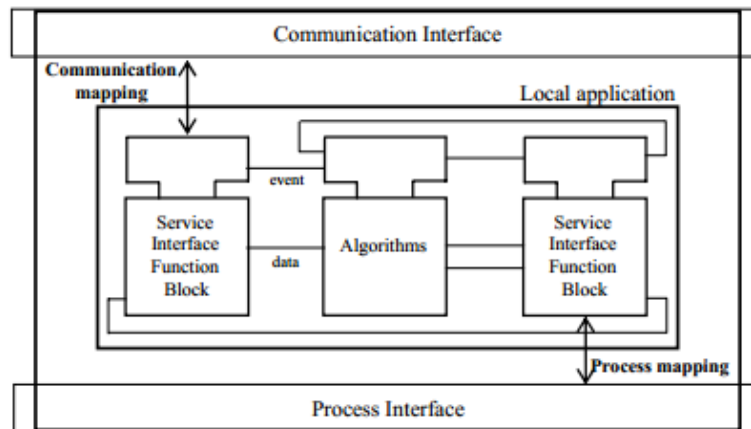 Communication Interface
Communication
mapping
Local application
event
Service
Interface
Function
Block
data
Algorithms
Service
Interface
Function
Block
Process mapping
Process Interface